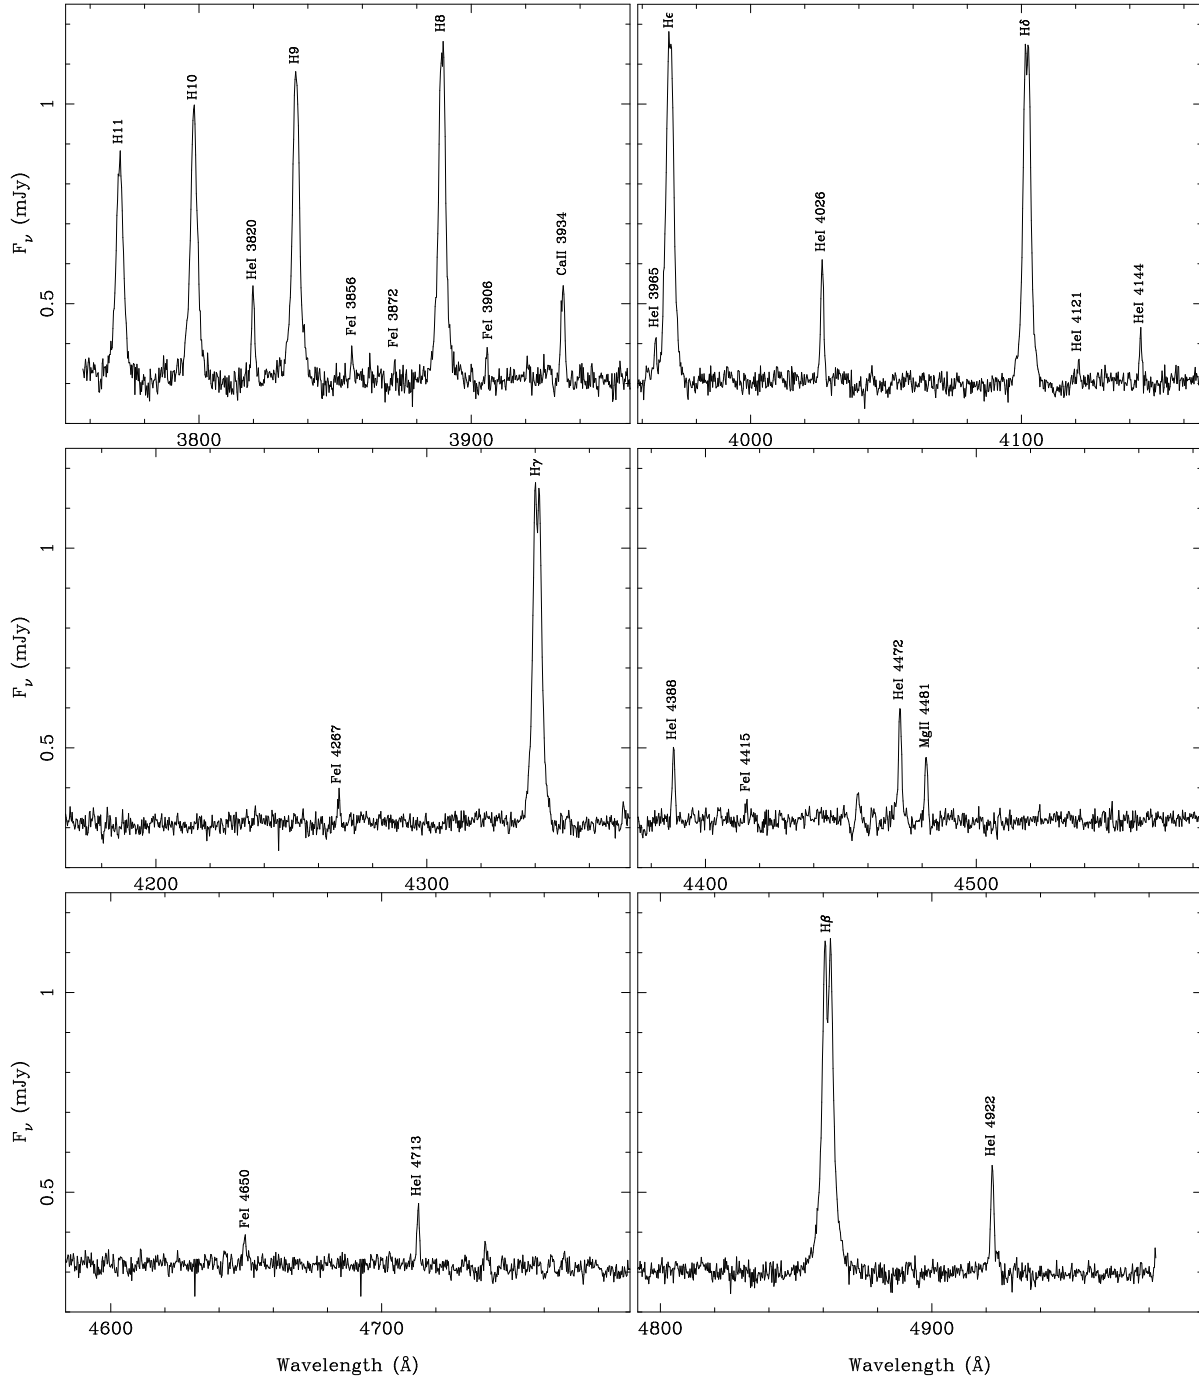 H11
H10
HeI 3820
H9
FeI 3856
FeI 3872
H8
FeI 3906
CaII 3934
1
0.5
F_ν (mJy)
3800
3900
HeI 3965
Hε
HeI 4026
Hδ
HeI 4121
HeI 4144
4000
4100
FeI 4267
Hγ
1
0.5
F_ν (mJy)
4200
4300
HeI 4388
FeI 4415
HeI 4472
MgII 4481
4400
4500
FeI 4650
HeI 4713
1
0.5
F_ν (mJy)
4600
4700
Wavelength (Å)
Hβ
HeI 4922
4800
4900
Wavelength (Å)